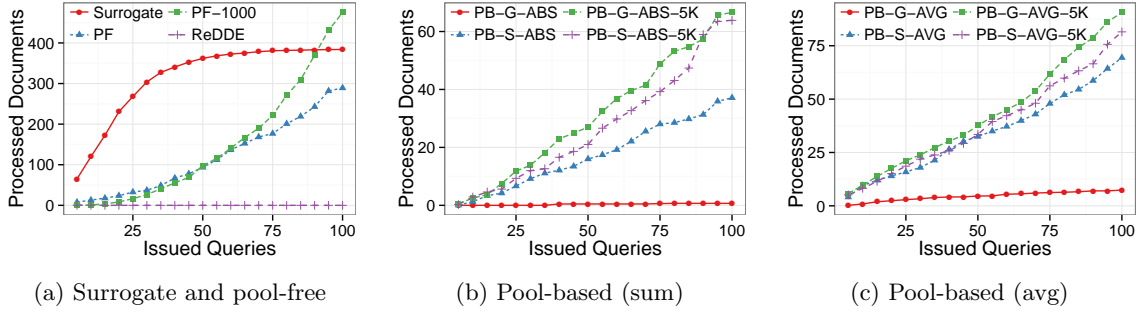 Processed Documents
400
300
200
100
0
Surrogate
PF
PF−1000
ReDDE
25
50
75
100
Issued Queries
(a) Surrogate and pool-free
Processed Documents
60
40
20
0
PB−G−ABS
PB−S−ABS
PB−G−ABS−5K
PB−S−ABS−5K
25
50
75
100
Issued Queries
(b) Pool-based (sum)
Processed Documents
75
50
25
0
PB−G−AVG
PB−S−AVG
PB−G−AVG−5K
PB−S−AVG−5K
25
50
75
100
Issued Queries
(c) Pool-based (avg)